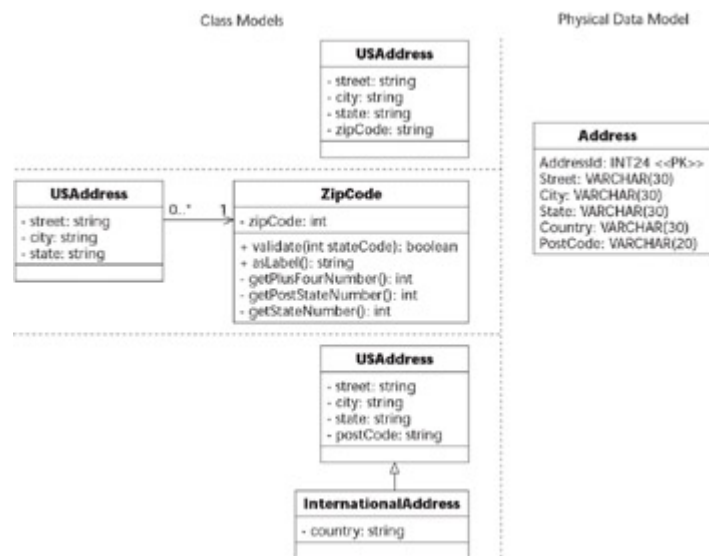 Class Models
Physical Data Model
USAddress
- street: string
- city: string
- state: string
- zipCode: string
Address
AddressId: INT24 <<PK>>
Street: VARCHAR(30)
City: VARCHAR(30)
State: VARCHAR(30)
Country: VARCHAR(30)
PostCode: VARCHAR(20)
USAddress
- street: string
- city: string
- state: string
0..* 1
ZipCode
- zipCode: int
+ validate(int stateCode): boolean
+ asLabel(): string
- getPlusFourNumber(): int
- getPostStateNumber(): int
- getStateNumber(): int
USAddress
- street: string
- city: string
- state: string
- postCode: string
InternationalAddress
- country: string